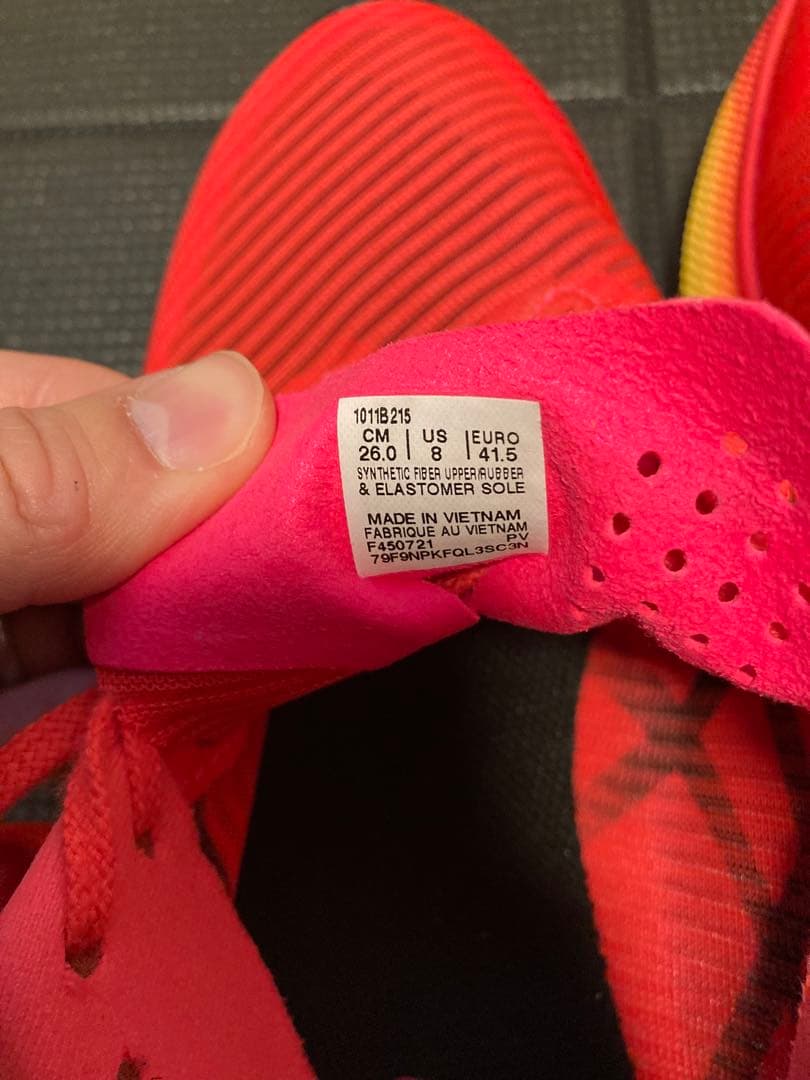 1011B215
CM | US | EURO
26.0 | 8 | 41.5
SYNTHETIC FIBER UPPER/RUBBER
& ELASTOMER SOLE
MADE IN VIETNAM
FABRIQUE AU VIETNAM
F450721 PV
79F9NPKFQL3SC3N